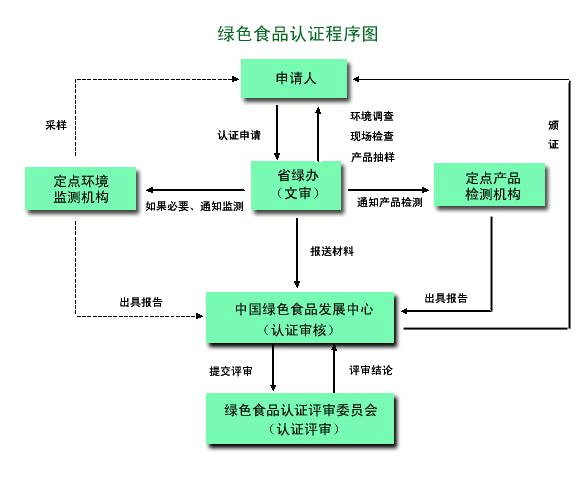 绿色食品认证程序图
申请人
采样
认证申请
环境调查
现场检查
产品抽样
颁
证
定点环境
监测机构
省绿办
（文审）
定点产品
检测机构
如果必要、通知监测
通知产品检测
报送材料
出具报告
出具报告
中国绿色食品发展中心
（认证审核）
提交评审
评审结论
绿色食品认证评审委员会
（认证评审）